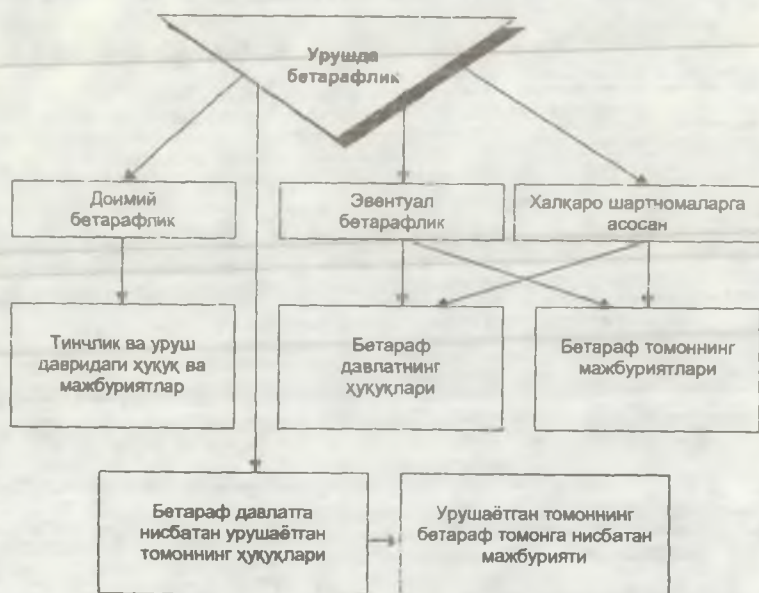 Урушда
бетарафлик
Доимий
бетарафлик
Эвентуал
бетарафлик
Халқаро шартномаларга
асосан
Тинчлик ва уруш
давридаги ҳуқуқ ва
мажбуриятлар
Бетараф
давлатнинг
ҳуқуқлари
Бетараф томоннинг
мажбуриятлари
Бетараф давлатга
нисбатан урушаётган
томоннинг ҳуқуқлари
Урушаётган томоннинг
бетараф томонга нисбатан
мажбурияти